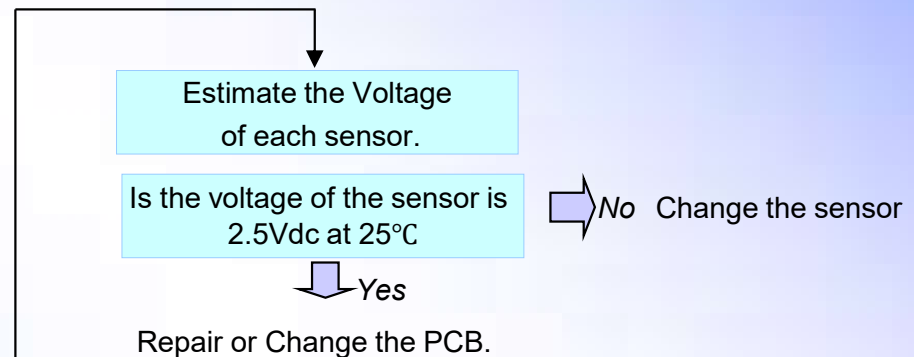 Estimate the Voltage
of each sensor.
Is the voltage of the sensor is
2.5Vdc at 25℃
No Change the sensor
Yes
Repair or Change the PCB.